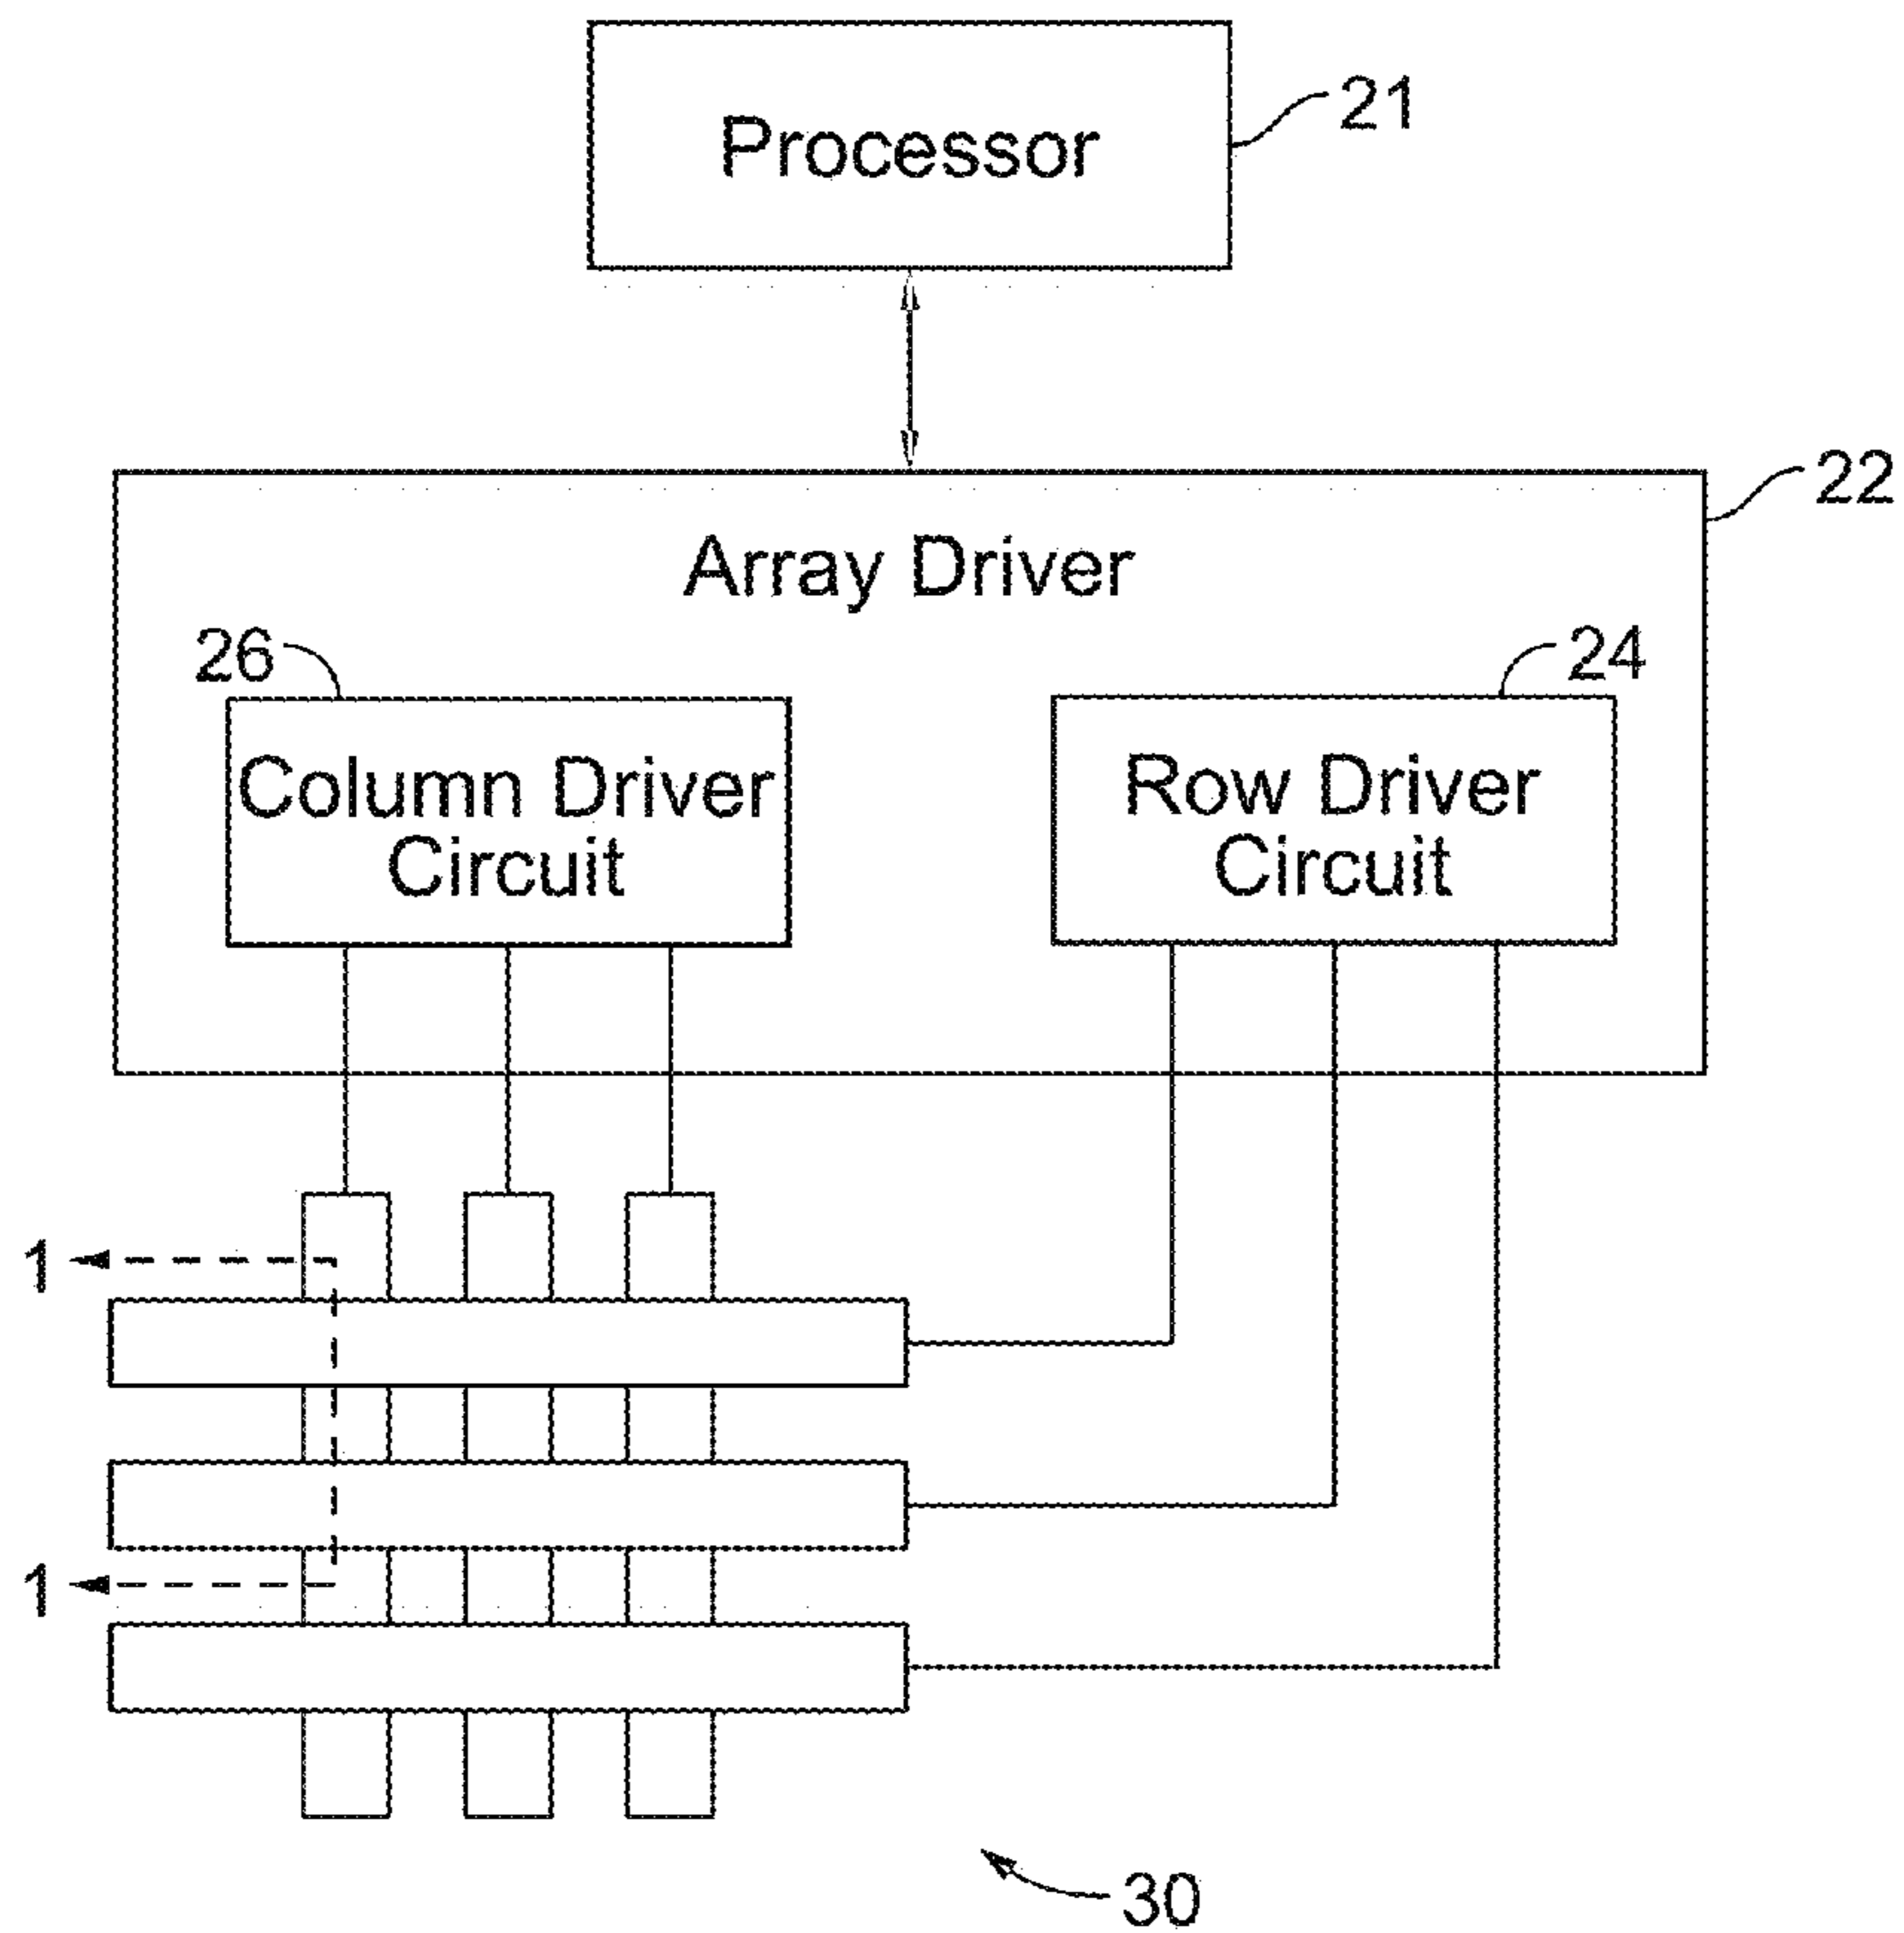 Processor
21
22
Array Driver
26
24
Column Driver
Circuit
Row Driver
Circuit
1
1
30